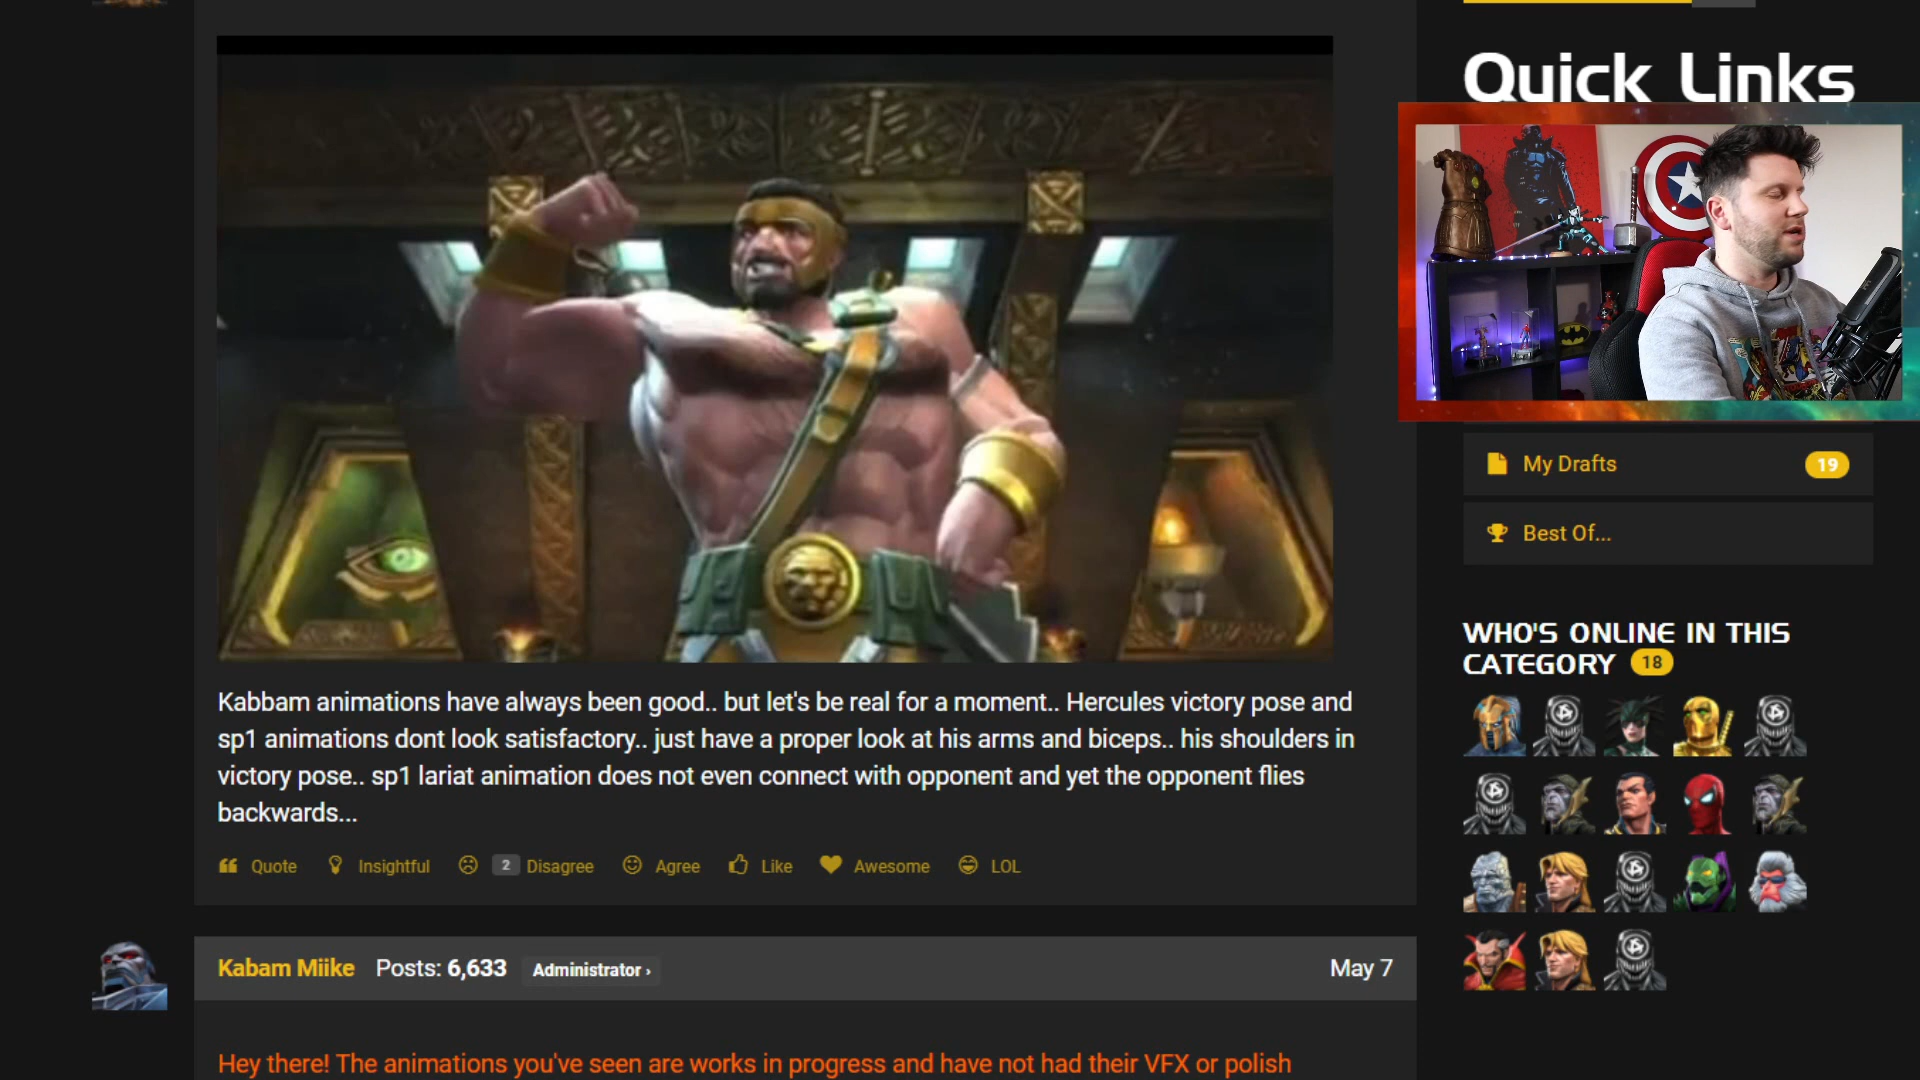 Quick Links
Kabbam animations have always been good.. but let's be real for a moment.. Hercules victory pose and
sp1 animations dont look satisfactory.. just have a proper look at his arms and biceps.. his shoulders in
victory pose.. sp1 lariat animation does not even connect with opponent and yet the opponent flies
backwards...
Quote Insightful 2 Disagree Agree Like Awesome LOL
Kabam Miike Posts: 6,633 Administrator › May 7
Hey there! The animations you've seen are works in progress and have not had their VFX or polish
My Drafts 19
Best Of...
WHO'S ONLINE IN THIS
CATEGORY 18